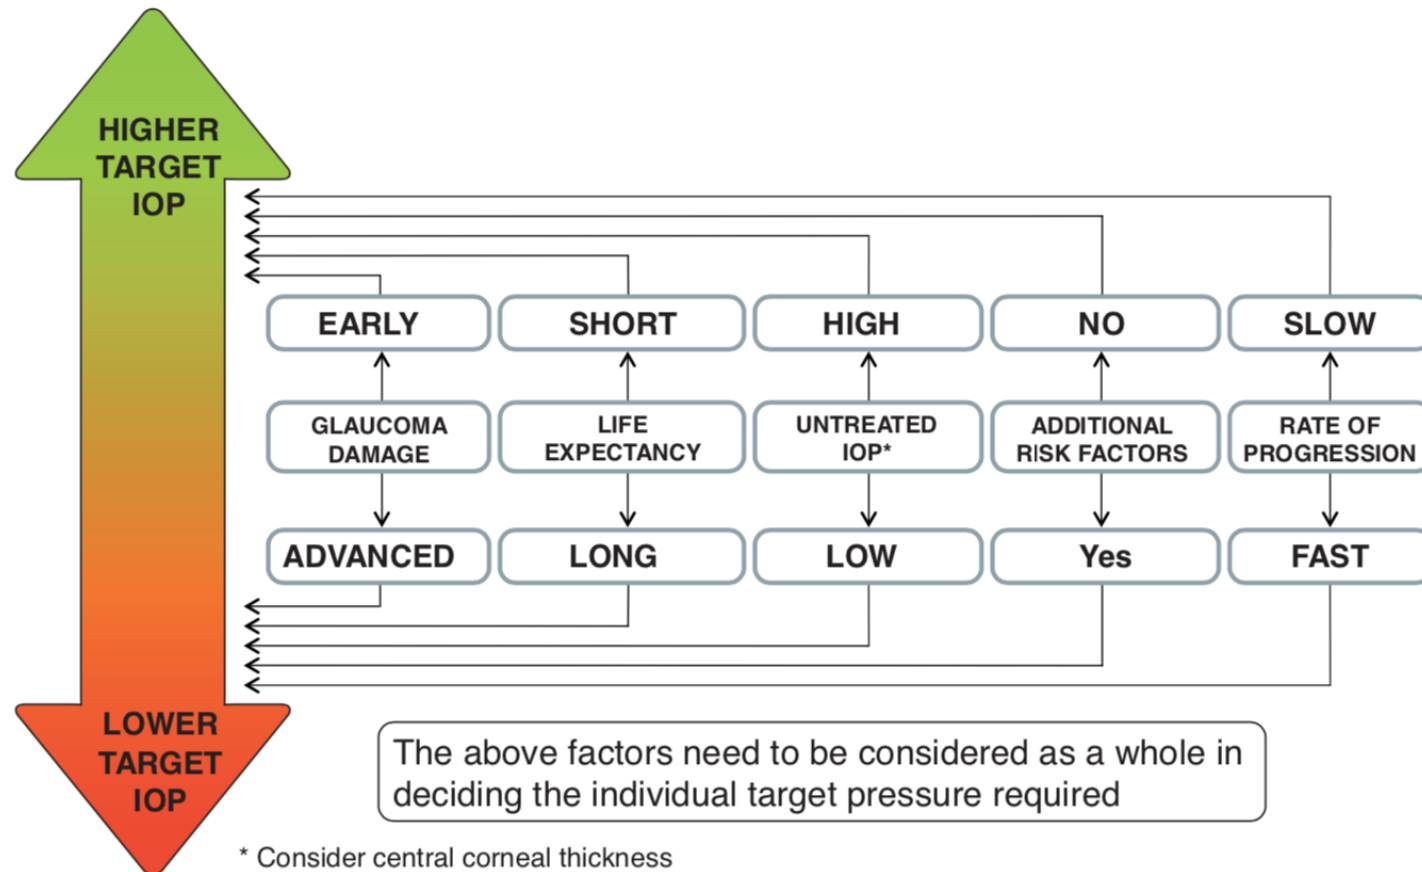 HIGHER
TARGET
IOP
EARLY
SHORT
HIGH
NO
SLOW
GLAUCOMA
DAMAGE
LIFE
EXPECTANCY
UNTREATED
IOP*
ADDITIONAL
RISK FACTORS
RATE OF
PROGRESSION
ADVANCED
LONG
LOW
Yes
FAST
LOWER
TARGET
IOP
The above factors need to be considered as a whole in
deciding the individual target pressure required
* Consider central corneal thickness